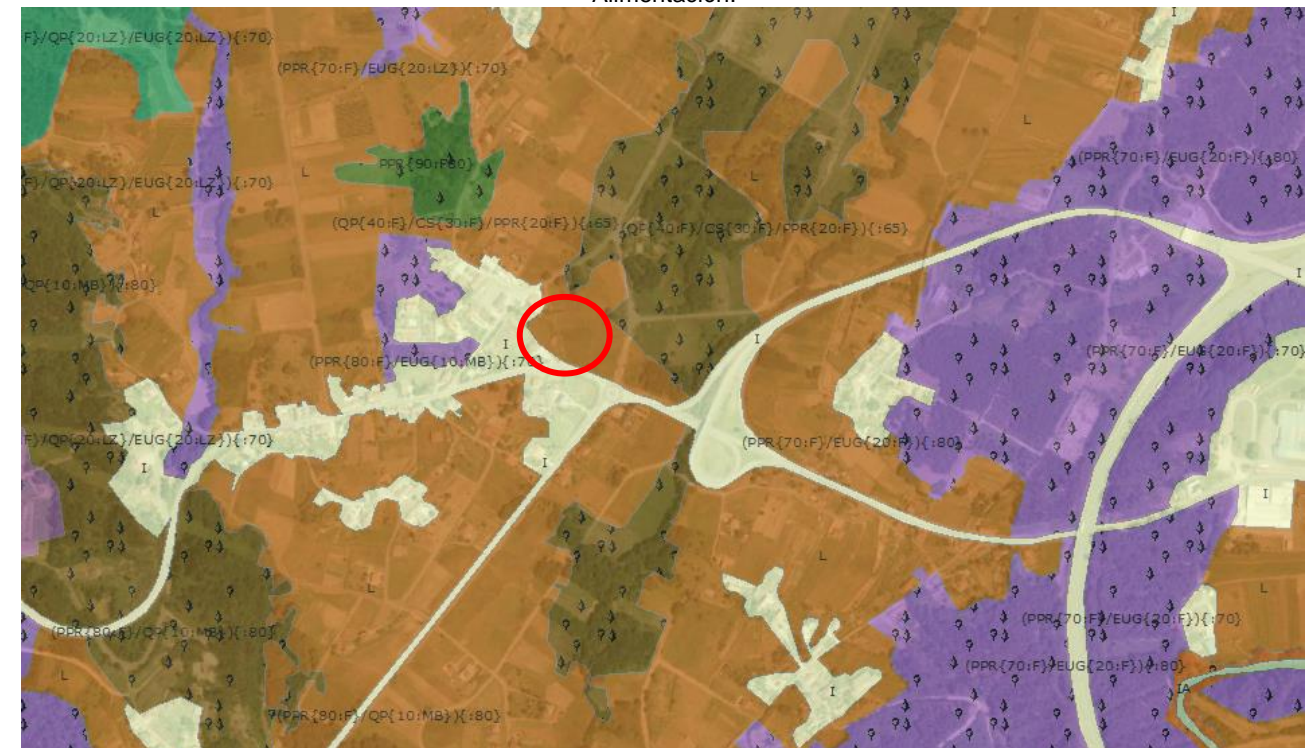 Alimentación.
I
F}/QP{20:LZ}/EUG{20:LZ}){:70}
(PPR{70:F}/EUG{20:LZ}){:70}
L
(PPR{70:F}/EUG{20:F}){:80}
PPR{90:F80}
L
L
F}/QP{20:LZ}/EUG{20:LZ}){:70}
L
(QP{40:F}/CS{30:F}/PPR{20:F}){:65}
(QP{40:F}/CS{30:F}/PPR{20:F}){:65}
I
QP{10:MB}){:80}
I
I
(PPR{80:F}/EUG{10:MB}){:70}
(PPR{70:F}/EUG{20:F}){:70}
F}/QP{20:LZ}/EUG{20:LZ}){:70}
(PPR{70:F}/EUG{20:F}){:80}
I
I
I
L
L
L
(PPR{80:F}/QP{10:MB}){:80}
(PPR{70:F}/EUG{20:F}){:70}
L
(PPR{70:F}/EUG{20:F}){:80}
I
IA
(PPR{80:F}/QP{10:MB}){:80}